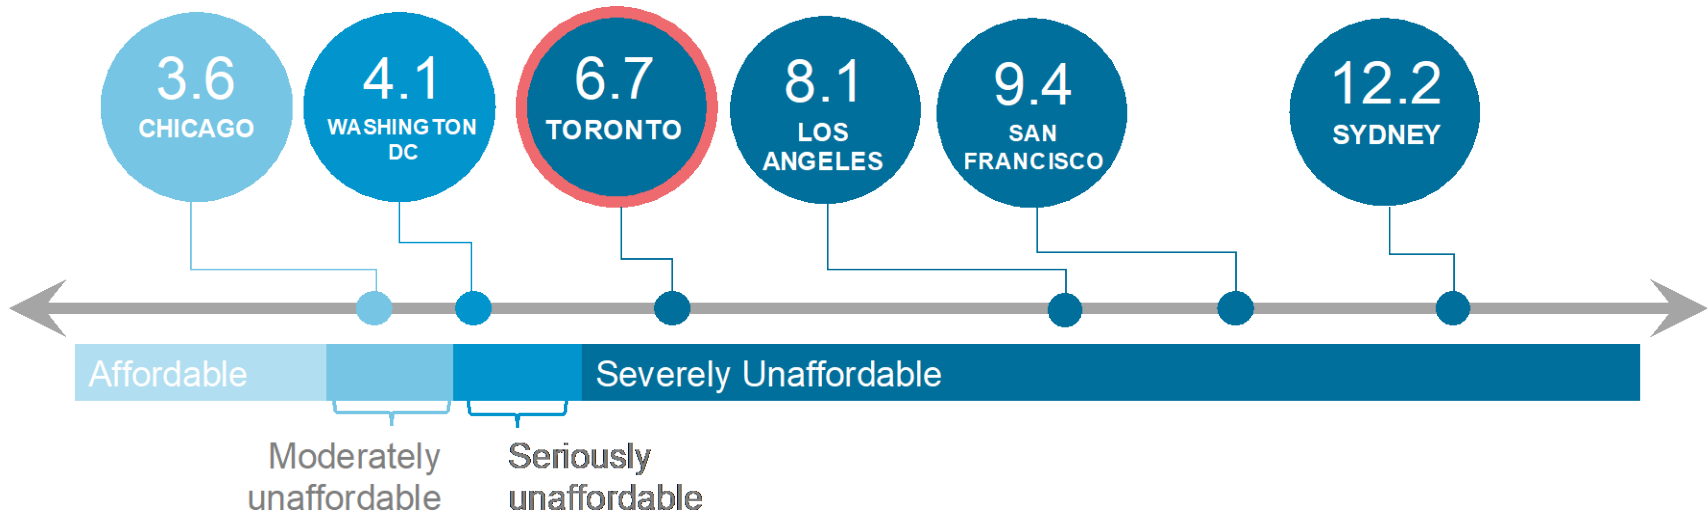 3.6
CHICAGO
4.1
WASHINGTON
DC
6.7
TORONTO
8.1
LOS
ANGELES
9.4
SAN
FRANCISCO
12.2
SYDNEY
Affordable
Severely Unaffordable
Moderately
unaffordable
Seriously
unaffordable